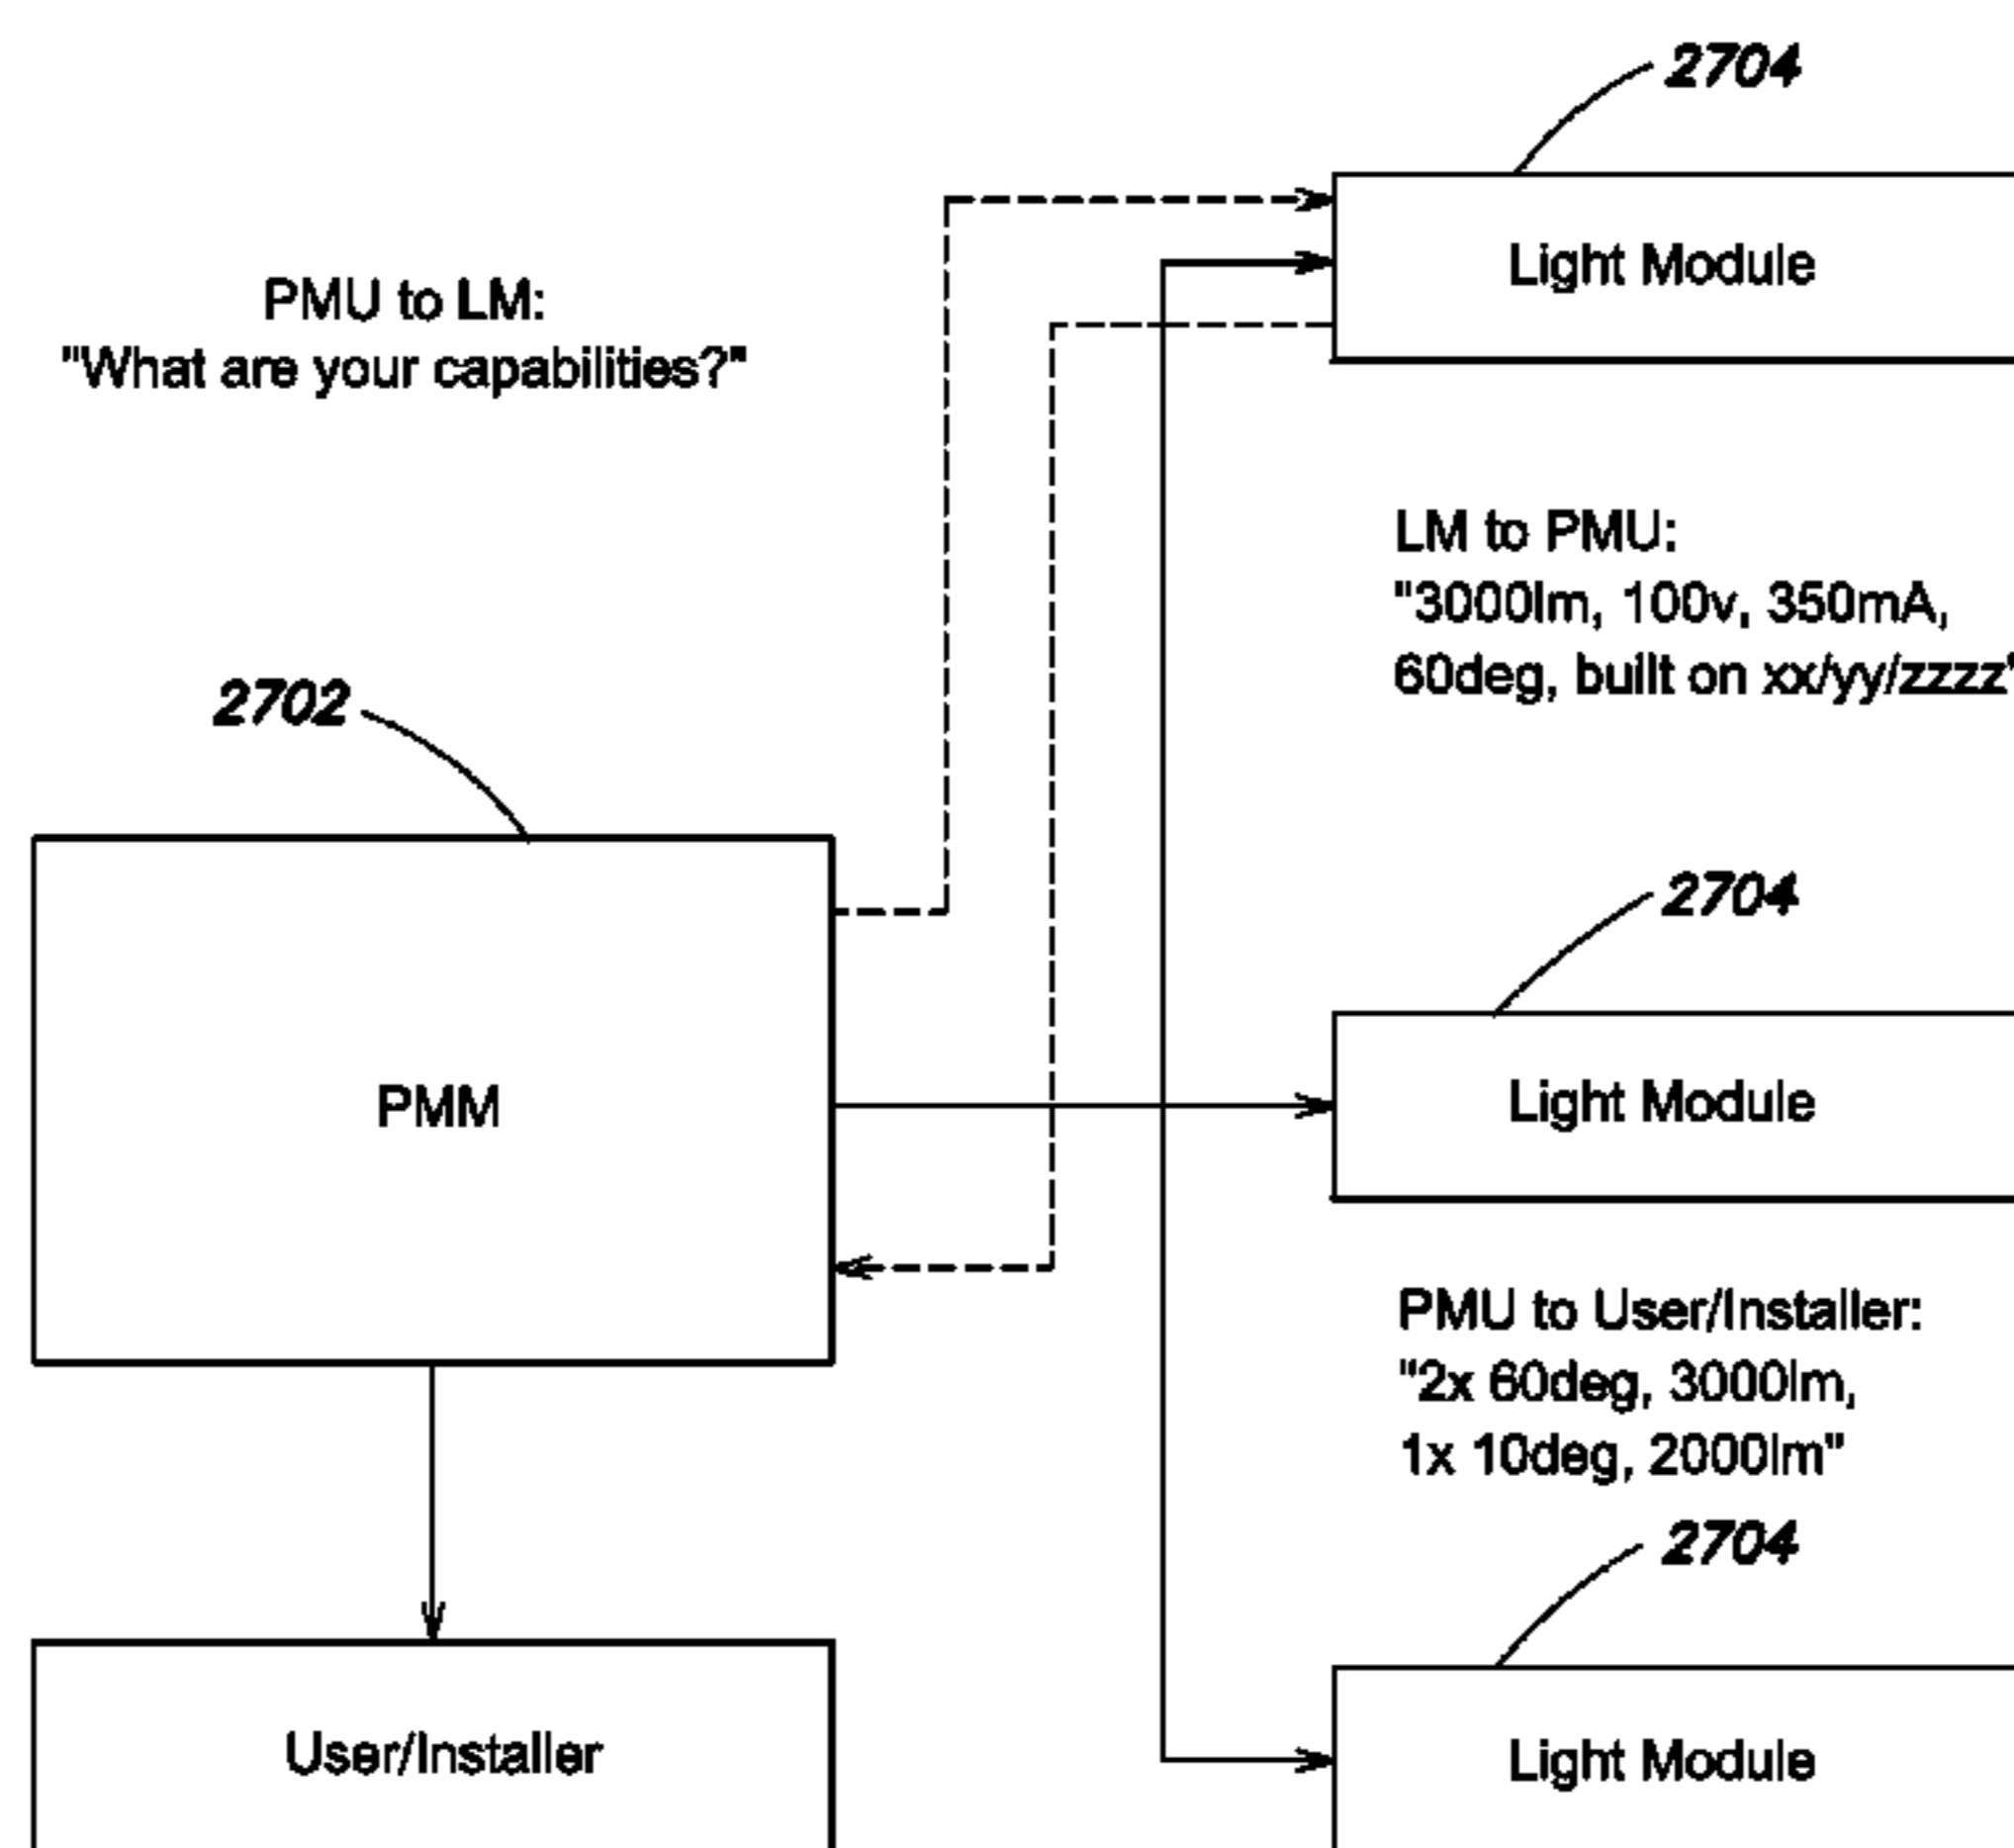 2704
Light Module
PMU to LM:
"What are your capabilities?"
LM to PMU:
"3000lm, 100v, 350mA,
60deg, built on xx/yy/zzzz"
2702
2704
PMM
Light Module
PMU to User/Installer:
"2x 60deg, 3000lm,
1x 10deg, 2000lm"
2704
User/Installer
Light Module